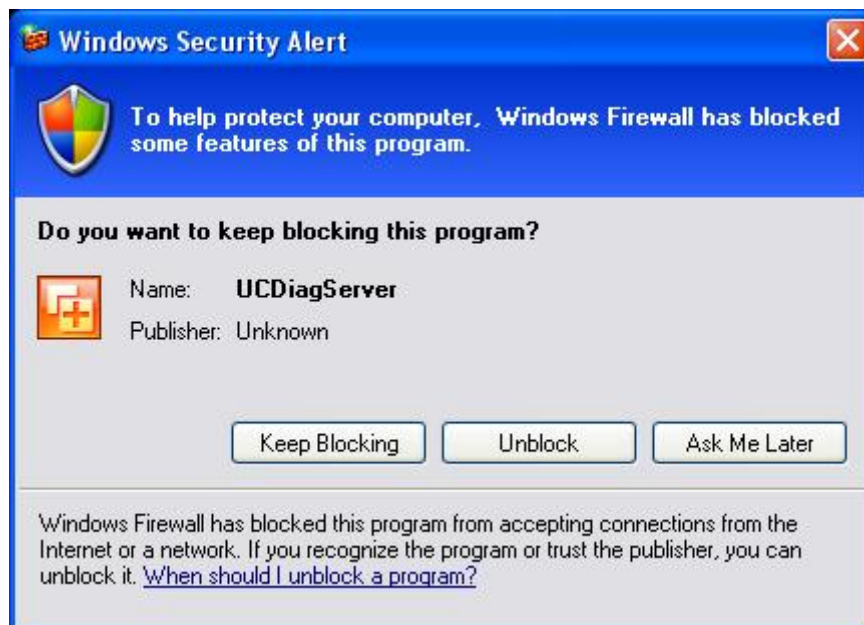 Windows Security Alert
To help protect your computer, Windows Firewall has blocked
some features of this program.
Do you want to keep blocking this program?
Name: UCDiagServer
Publisher: Unknown
Keep Blocking Unblock Ask Me Later
Windows Firewall has blocked this program from accepting connections from the
Internet or a network. If you recognize the program or trust the publisher, you can
unblock it. When should I unblock a program?